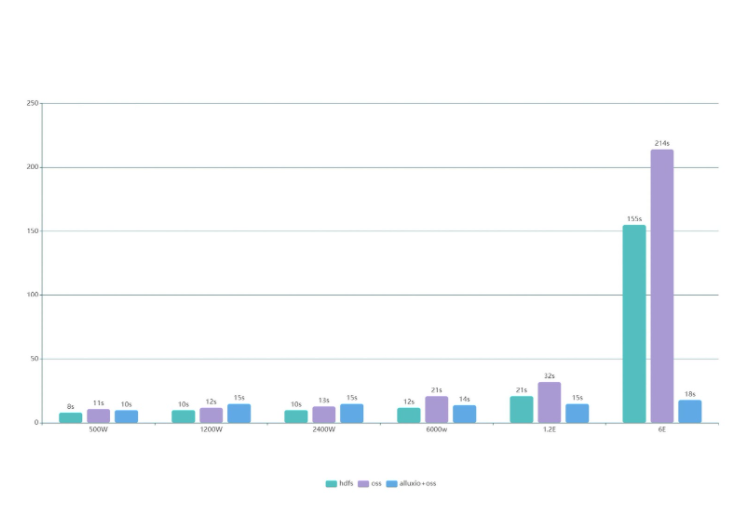 250
200
150
100
50
0
8s 11s 10s
10s 12s 15s
10s 13s 15s
12s 21s 14s
21s 32s 15s
155s 214s 18s
500W 1200W 2400W 6000w 1.2E 6E
hdfs oss alluxio+oss